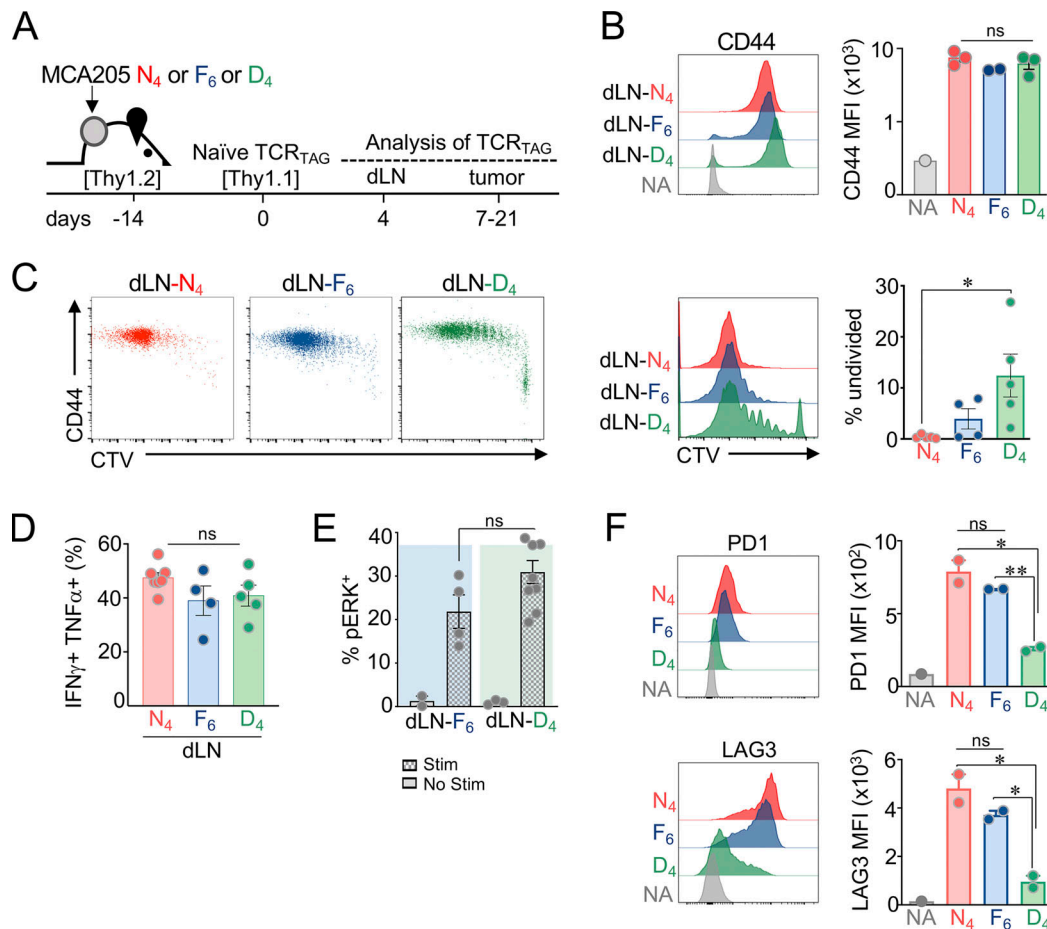 A
MCA205 N4 or F6 or D4
Naïve TCRTAG
Analysis of TCRTAG
[Thy1.2]
[Thy1.1]
dLN
tumor
days
-14
0
4
7-21
B
CD44
dLN-N4
dLN-F6
dLN-D4
NA
CD44 MFI (x10³)
10
1
0
ns
NA
N4
F6
D4
C
dLN-N4
dLN-F6
dLN-D4
CD44
CTV
dLN-N4
dLN-F6
dLN-D4
CTV
% undivided
30
20
10
0
*
N4
F6
D4
D
IFNγ+ TNFα+ (%)
60
40
20
0
ns
N4
F6
D4
dLN
E
% pERK+
40
30
20
10
0
ns
dLN-F6
dLN-D4
Stim
No Stim
F
PD1
N4
F6
D4
NA
PD1 MFI (x10²)
10
5
0
ns
*
**
NA
N4
F6
D4
LAG3
N4
F6
D4
NA
LAG3 MFI (x10³)
6
4
2
0
ns
*
*
NA
N4
F6
D4